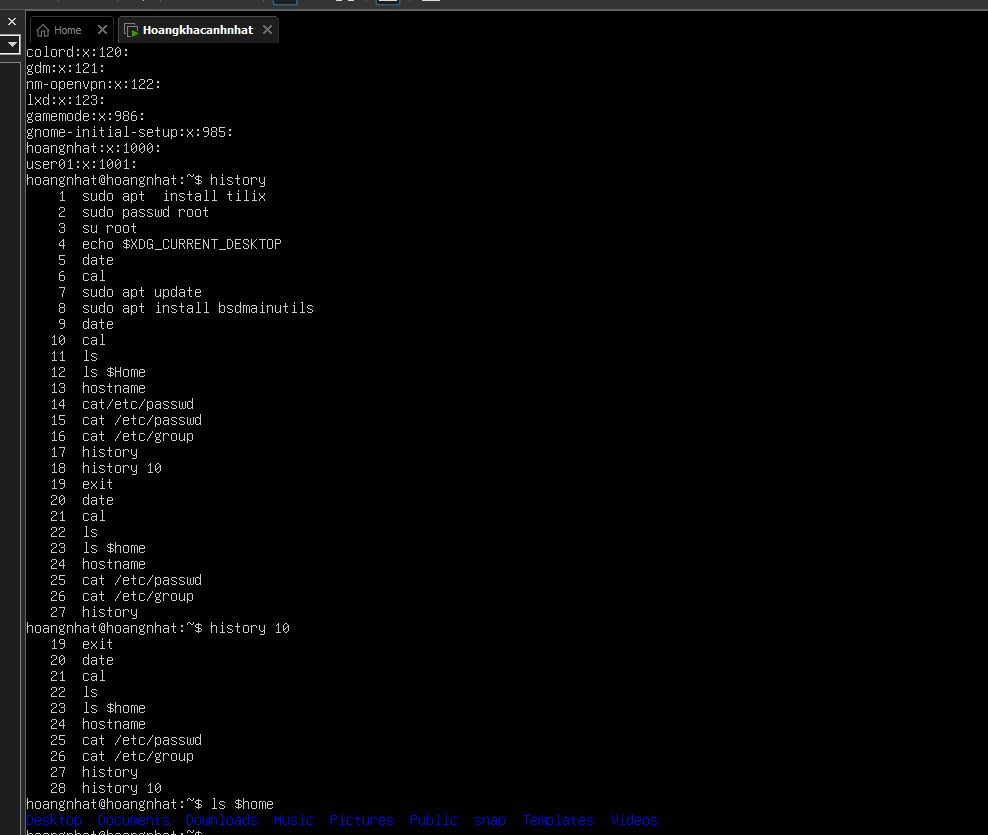 Home
Hoangkhacanhnhat
colord:x:120:
gdm:x:121:
nm-openvpn:x:122:
lxd:x:123:
gamemode:x:986:
gnome-initial-setup:x:985:
hoangnhat:x:1000:
user01:x:1001:
hoangnhat@hoangnhat:~$ history
1 sudo apt  install tilix
2 sudo passwd root
3 su root
4 echo $XDG_CURRENT_DESKTOP
5 date
6 cal
7 sudo apt update
8 sudo apt install bsdmainutils
9 date
10 cal
11 ls
12 ls $Home
13 hostname
14 cat/etc/passwd
15 cat /etc/passwd
16 cat /etc/group
17 history
18 history 10
19 exit
20 date
21 cal
22 ls
23 ls $home
24 hostname
25 cat /etc/passwd
26 cat /etc/group
27 history
hoangnhat@hoangnhat:~$ history 10
19 exit
20 date
21 cal
22 ls
23 ls $home
24 hostname
25 cat /etc/passwd
26 cat /etc/group
27 history
28 history 10
hoangnhat@hoangnhat:~$ ls $home
Desktop Documents Downloads Music Pictures Public snap Templates Videos
hoangnhat@hoangnhat:~$